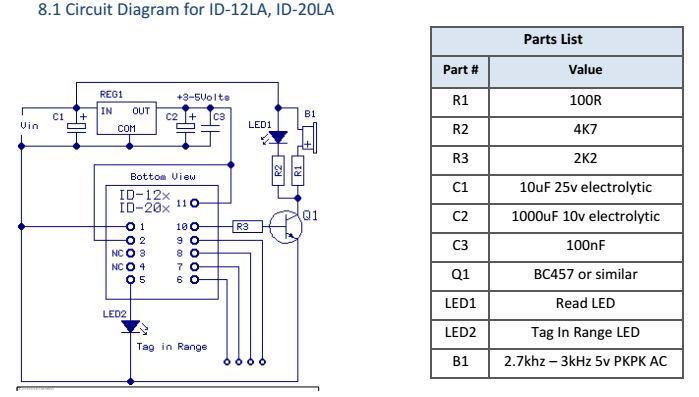 8.1 Circuit Diagram for ID-12LA, ID-20LA
REG1
+3-5Volts
IN OUT
COM
Vin
C1 +
C2 +
C3
LED1
B1
+
R2
R1
Bottom View
ID-12x
ID-20x
11
1
2
NC 3
NC 4
5
10
9
8
7
6
R3
Q1
LED2
Tag in Range
Parts List
Part # Value
R1 100R
R2 4K7
R3 2K2
C1 10uF 25v electrolytic
C2 1000uF 10v electrolytic
C3 100nF
Q1 BC457 or similar
LED1 Read LED
LED2 Tag In Range LED
B1 2.7khz – 3kHz 5v PKPK AC